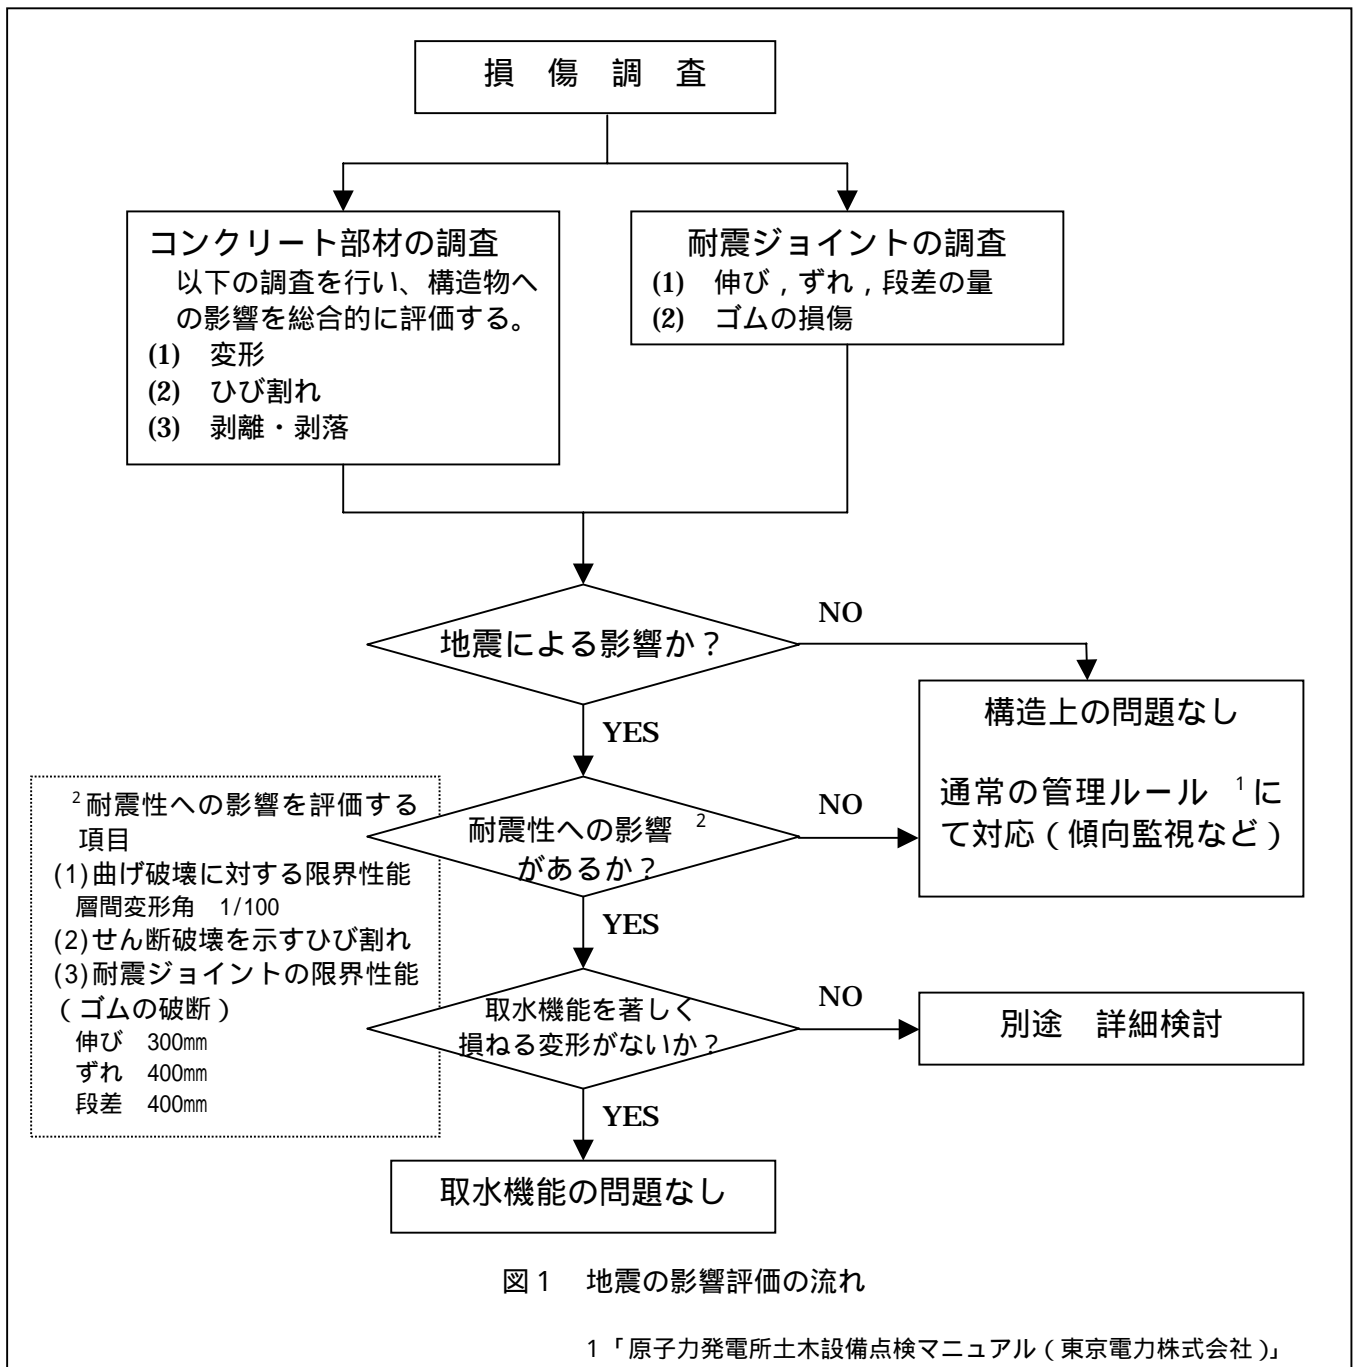 損 傷 調 査
コンクリート部材の調査
以下の調査を行い、構造物へ
の影響を総合的に評価する。
(1) 変形
(2) ひび割れ
(3) 剥離・剥落
耐震ジョイントの調査
(1) 伸び，ずれ，段差の量
(2) ゴムの損傷
地震による影響か？
NO
YES
構造上の問題なし
通常の管理ルール 1に
て対応（傾向監視など）
2耐震性への影響を評価する
項目
(1)曲げ破壊に対する限界性能
層間変形角 1/100
(2)せん断破壊を示すひび割れ
(3)耐震ジョイントの限界性能
（ゴムの破断）
伸び 300㎜
ずれ 400㎜
段差 400㎜
耐震性への影響 2
があるか？
NO
YES
取水機能を著しく
損ねる変形がないか？
NO
別途 詳細検討
YES
取水機能の問題なし
図1 地震の影響評価の流れ
1「原子力発電所土木設備点検マニュアル（東京電力株式会社）」